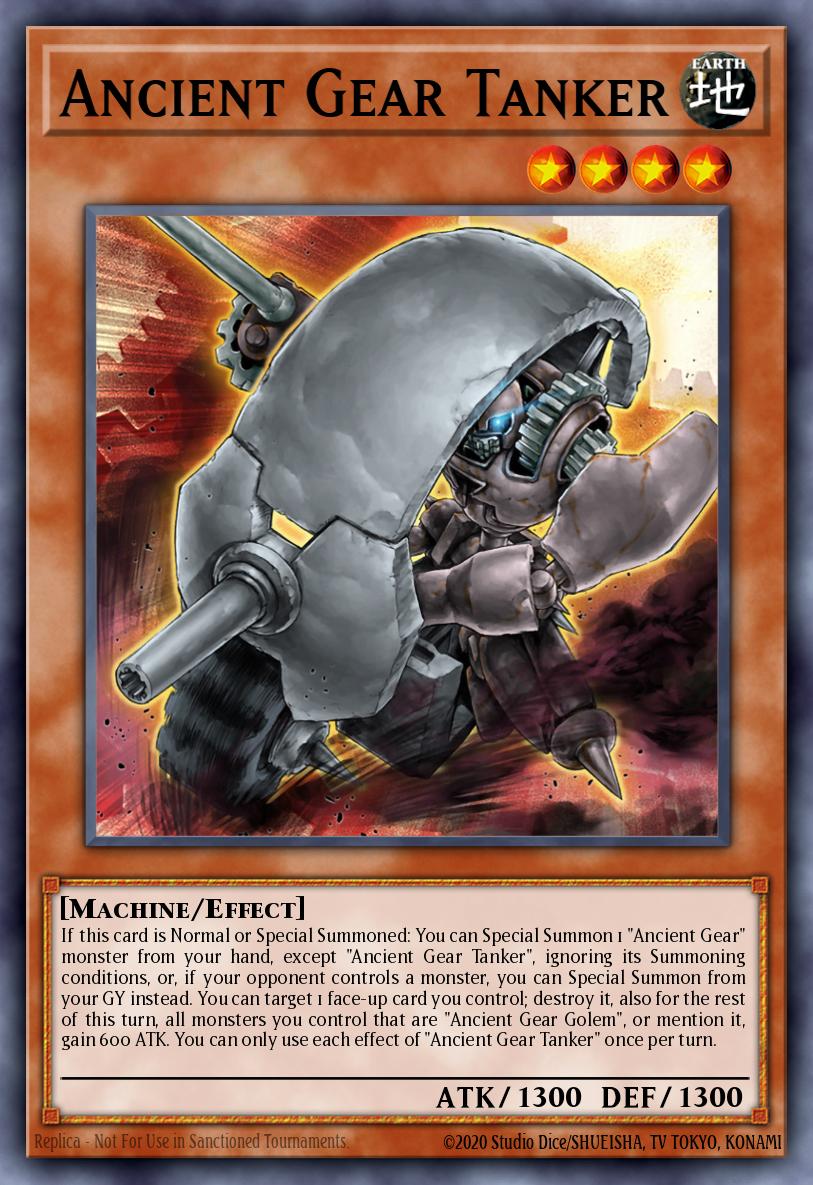 Ancient Gear Tanker
EARTH
地
[Machine/Effect]
If this card is Normal or Special Summoned: You can Special Summon 1 "Ancient Gear"
monster from your hand, except "Ancient Gear Tanker", ignoring its Summoning
conditions, or, if your opponent controls a monster, you can Special Summon from
your GY instead. You can target 1 face-up card you control; destroy it, also for the rest
of this turn, all monsters you control that are "Ancient Gear Golem", or mention it,
gain 600 ATK. You can only use each effect of "Ancient Gear Tanker" once per turn.
ATK/1300 DEF/1300
Replica - Not For Use in Sanctioned Tournaments.
©2020 Studio Dice/SHUEISHA, TV TOKYO, KONAMI